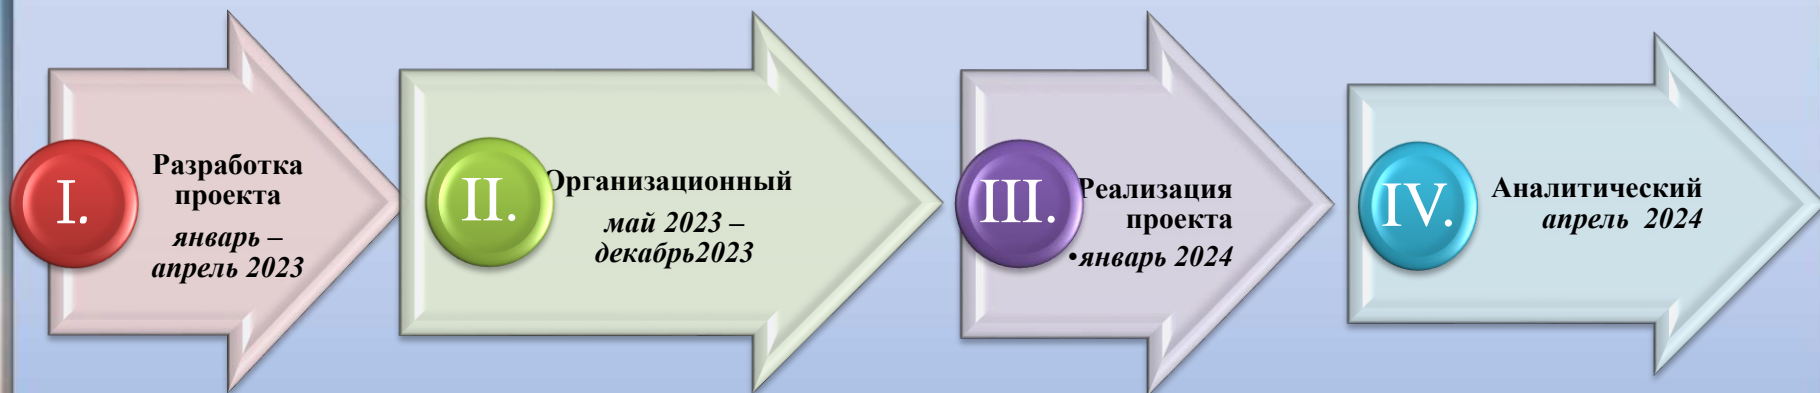 I.
Разработка
проекта
январь –
апрель 2023
II.
Организационный
май 2023 –
декабрь2023
III.
Реализация
проекта
•январь 2024
IV.
Аналитический
апрель  2024